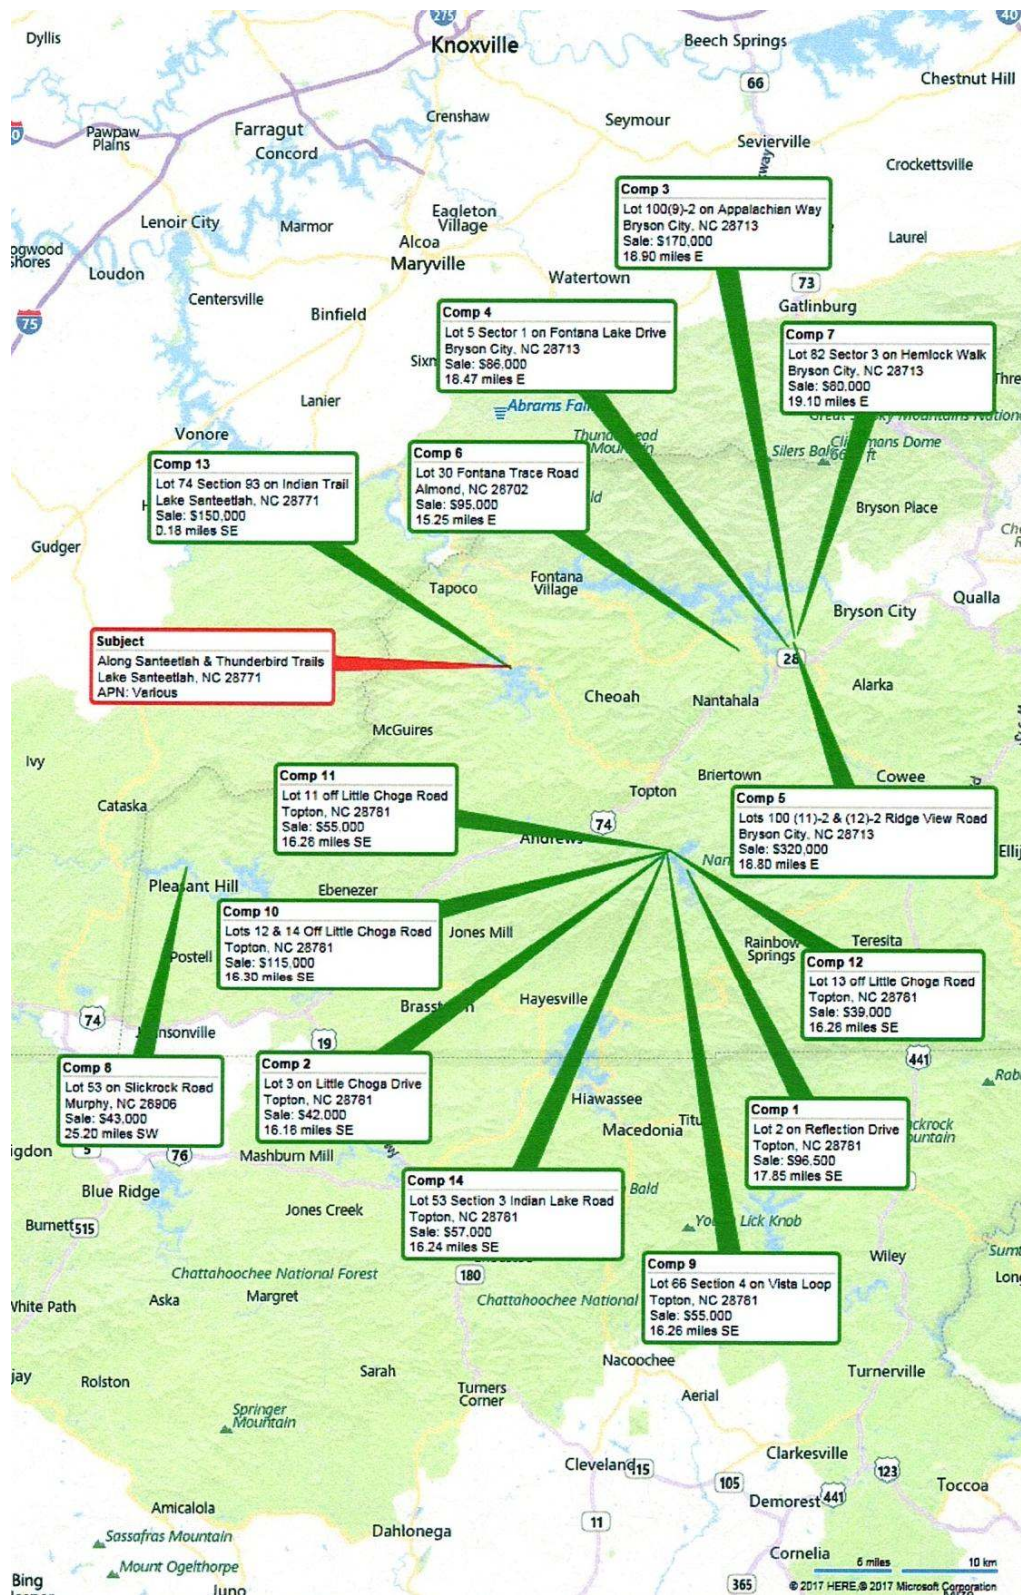 275
40
Dyllis
Knoxville
Beech Springs
66
Chestnut Hill
Crenshaw
Seymour
Pawpaw
Plains
Farragut
Concord
Sevierville
Crockettsville
Comp 3
Lot 100(9)-2 on Appalachian Way
Bryson City, NC 28713
Sale: $170,000
18.90 miles E
Eagleton
Village
Lenoir City
Marmor
Alcoa
Maryville
Laurel
Loudon
Watertown
73
Centersville
Binfield
Gatlinburg
75
Comp 4
Lot 5 Sector 1 on Fontana Lake Drive
Bryson City, NC 28713
Sale: $86,000
18.47 miles E
Comp 7
Lot 82 Sector 3 on Hemlock Walk
Bryson City, NC 28713
Sale: $80,000
19.10 miles E
Lanier
Vonore
Comp 6
Lot 30 Fontana Trace Road
Almond, NC 28702
Sale: $95,000
15.25 miles E
Comp 13
Lot 74 Section 93 on Indian Trail
Lake Santeetlah, NC 28771
Sale: $150,000
0.18 miles SE
Bryson Place
Gudger
Tapoco
Fontana
Village
Bryson City
Qualla
Subject
Along Santeetlah & Thunderbird Trails
Lake Santeetlah, NC 28771
APN: Various
28
Cheoah
Nantahala
Alarka
McGuires
Ivy
Comp 11
Lot 11 off Little Choga Road
Topton, NC 28781
Sale: $55,000
16.28 miles SE
Briertown
Cowee
Topton
Cataska
74
Andrews
Comp 5
Lots 100 (11)-2 & (12)-2 Ridge View Road
Bryson City, NC 28713
Sale: $320,000
18.80 miles E
Pleasant Hill
Ebenezer
Comp 10
Lots 12 & 14 Off Little Choga Road
Topton, NC 28781
Sale: $115,000
16.30 miles SE
Jones Mill
Rainbow
Springs
Teresita
Postell
Comp 12
Lot 13 off Little Choga Road
Topton, NC 28781
Sale: $39,000
16.28 miles SE
Hayesville
74
19
441
Comp 8
Lot 53 on Slickrock Road
Murphy, NC 28906
Sale: $43,000
25.20 miles SW
Comp 2
Lot 3 on Little Choga Drive
Topton, NC 28781
Sale: $42,000
16.18 miles SE
Hiawassee
Macedonia
Comp 1
Lot 2 on Reflection Drive
Topton, NC 28781
Sale: $96,500
17.85 miles SE
5
76
Mashburn Mill
Blue Ridge
Comp 14
Lot 53 Section 3 Indian Lake Road
Topton, NC 28781
Sale: $57,000
16.24 miles SE
Bald
Jones Creek
Burnett
515
Lick Knob
Wiley
Comp 9
Lot 66 Section 4 on Vista Loop
Topton, NC 28781
Sale: $55,000
16.26 miles SE
Chattahoochee National Forest
180
White Path
Aska
Margret
Chattahoochee National
Nacoochee
Sarah
Turnerville
Rolston
Turners
Corner
Aerial
Springer
Mountain
Clarkesville
Cleveland
115
105
123
Toccoa
Demorest
441
Amicalola
11
Dahlonega
Sassafras Mountain
Cornelia
Mount Oglethorpe
6 miles
10 km
Bing
Juno
365
© 2017 HERE, © 2017 Microsoft Corporation